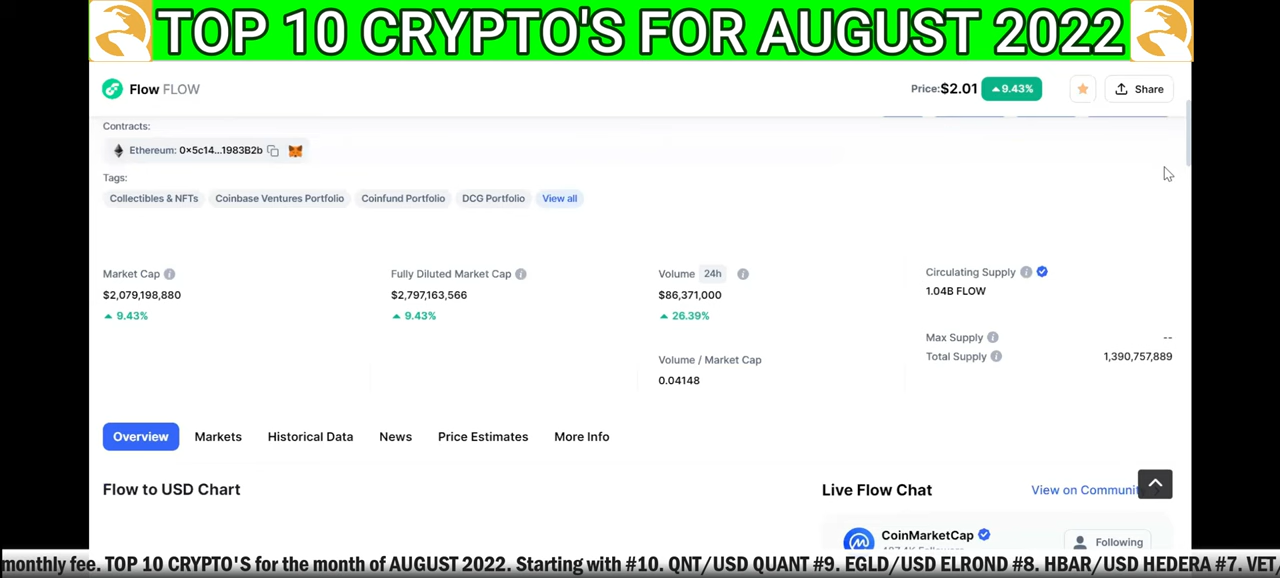 TOP 10 CRYPTO'S FOR AUGUST 2022
Flow FLOW
Price:$2.01 9.43%
Share
Contracts:
Ethereum: 0x5c14...1983B2b
Tags:
Collectibles & NFTs Coinbase Ventures Portfolio Coinfund Portfolio DCG Portfolio View all
Market Cap Fully Diluted Market Cap Volume 24h Circulating Supply
$2,079,198,880 $2,797,163,566 $86,371,000 1.04B FLOW
9.43% 9.43% 26.39%
Max Supply --
Volume / Market Cap Total Supply 1,390,757,889
0.04148
Overview Markets Historical Data News Price Estimates More Info
Flow to USD Chart Live Flow Chat View on
CoinMarketCap Following
monthly fee. TOP 10 CRYPTO'S for the month of AUGUST 2022. Starting with #10. QNT/USD QUANT #9. EGLD/USD ELROND #8. HBAR/USD HEDERA #7. VET/